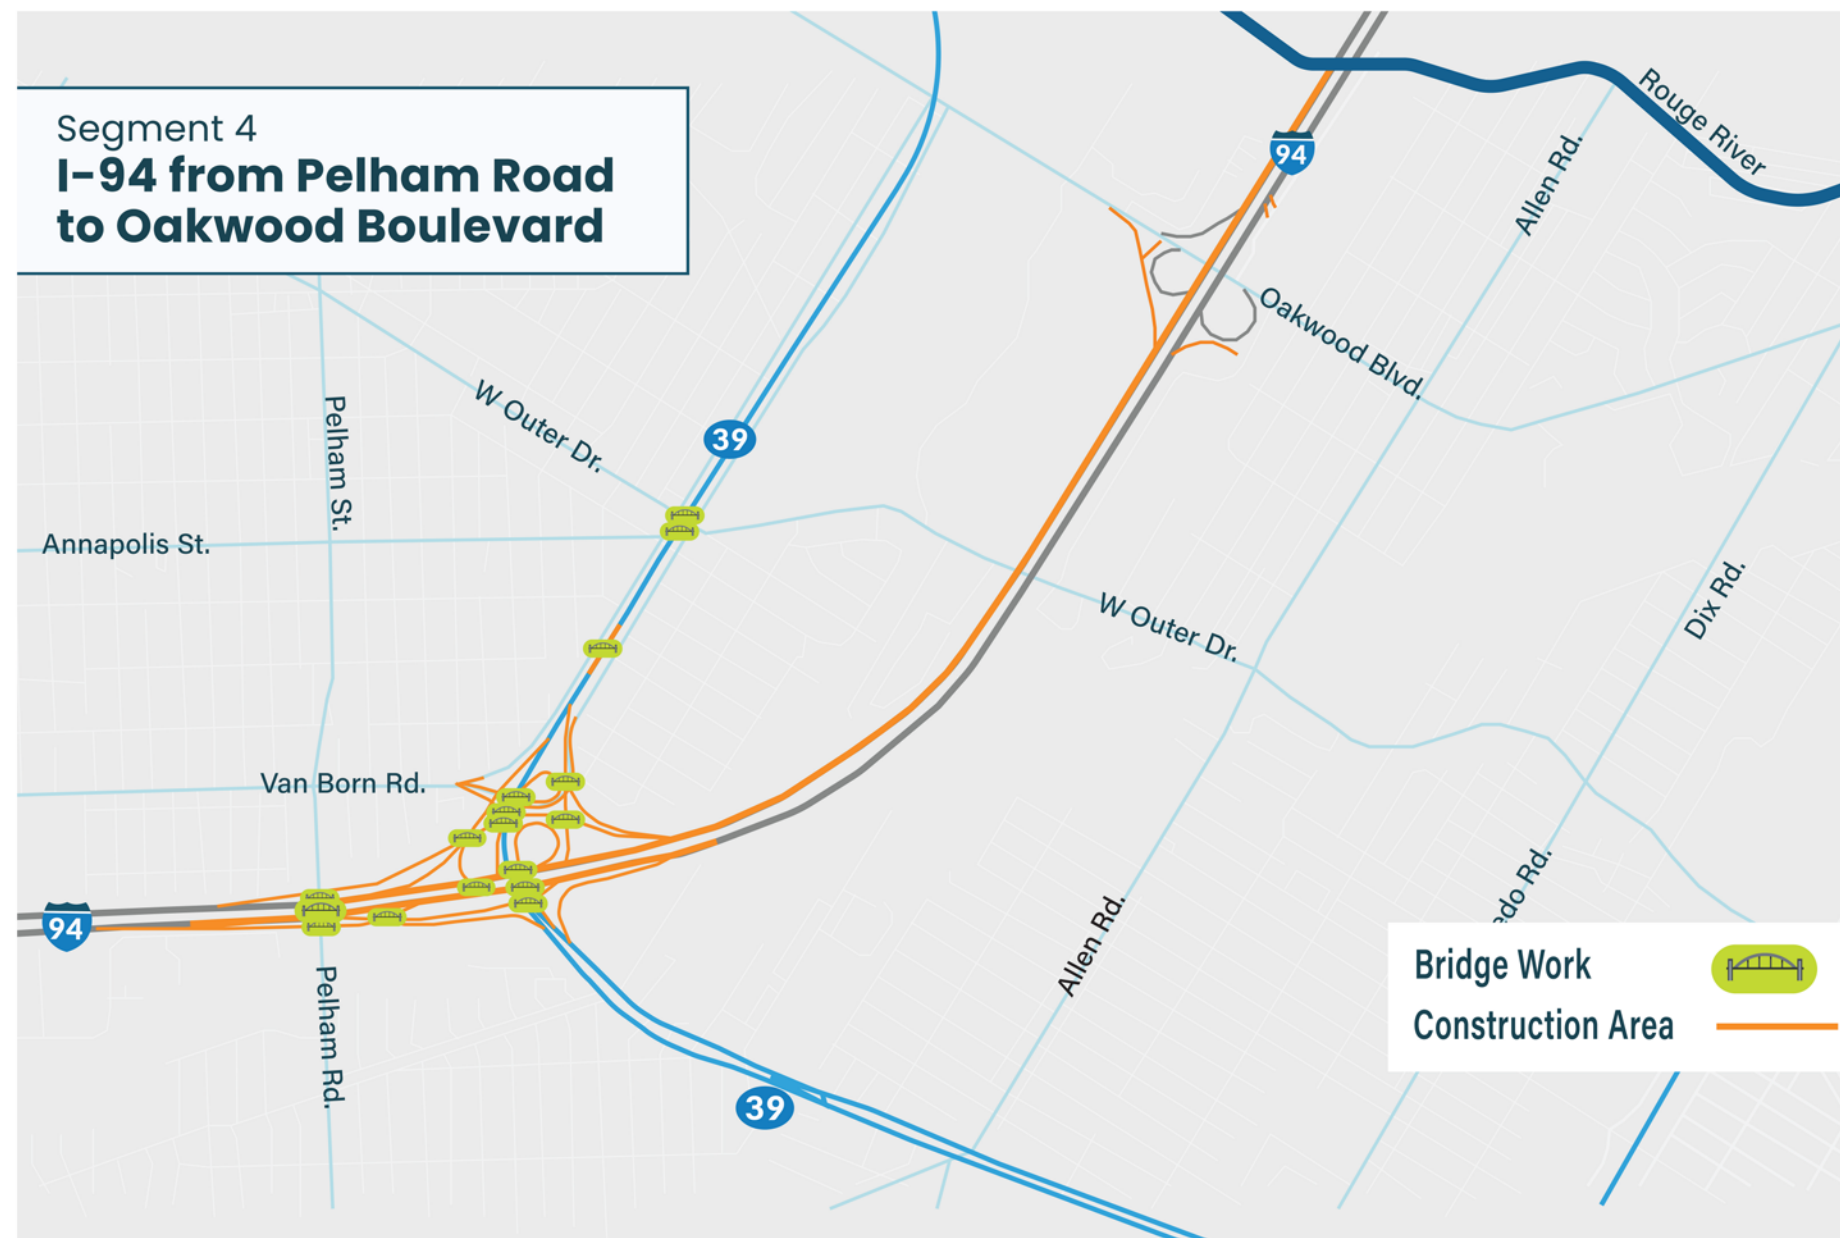 Segment 4
I-94 from Pelham Road
to Oakwood Boulevard
94
Rouge River
Allen Rd.
Oakwood Blvd.
Pelham St.
W Outer Dr.
39
Annapolis St.
W Outer Dr.
Dix Rd.
Van Born Rd.
94
Allen Rd.
edo Rd.
Pelham Rd.
39
Bridge Work
Construction Area